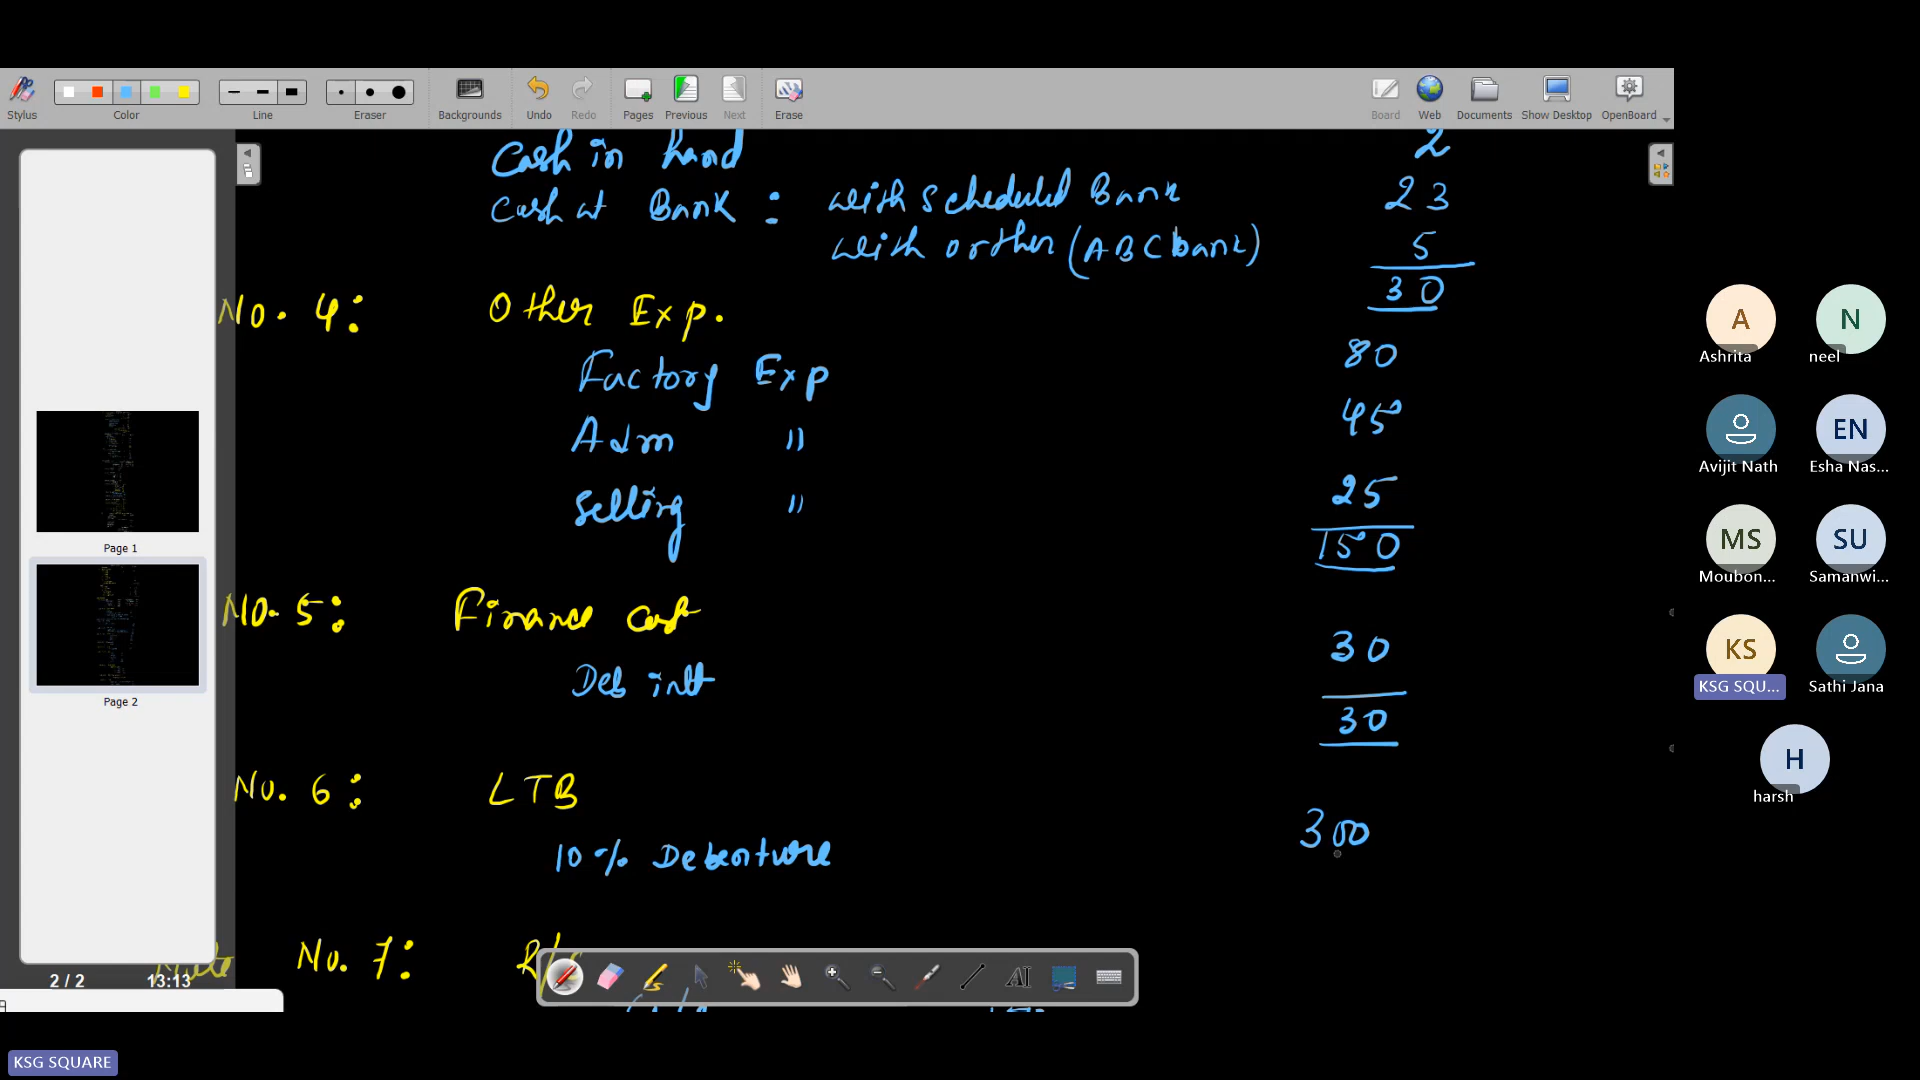 Stylus Color Line Eraser Backgrounds Undo Redo Pages Previous Next Erase Board Web Documents Show Desktop OpenBoard
Cash in hand 2
Cash at Bank : with Scheduled Bank 23
with orther (ABC bank) 5
30
No. 4: Other Exp.
Factory Exp 80
Adm " 45
Selling " 25
150
No. 5: Finance Cost
Deb intt 30
30
No. 6: LTB
10% Debenture 300
Note No. 7:
Page 1
Page 2
2 / 2 13:13
A
Ashrita
N
neel
Avijit Nath
EN
Esha Nas...
MS
Moubon...
SU
Samanwi...
KS
KSG SQU...
Sathi Jana
H
harsh
KSG SQUARE